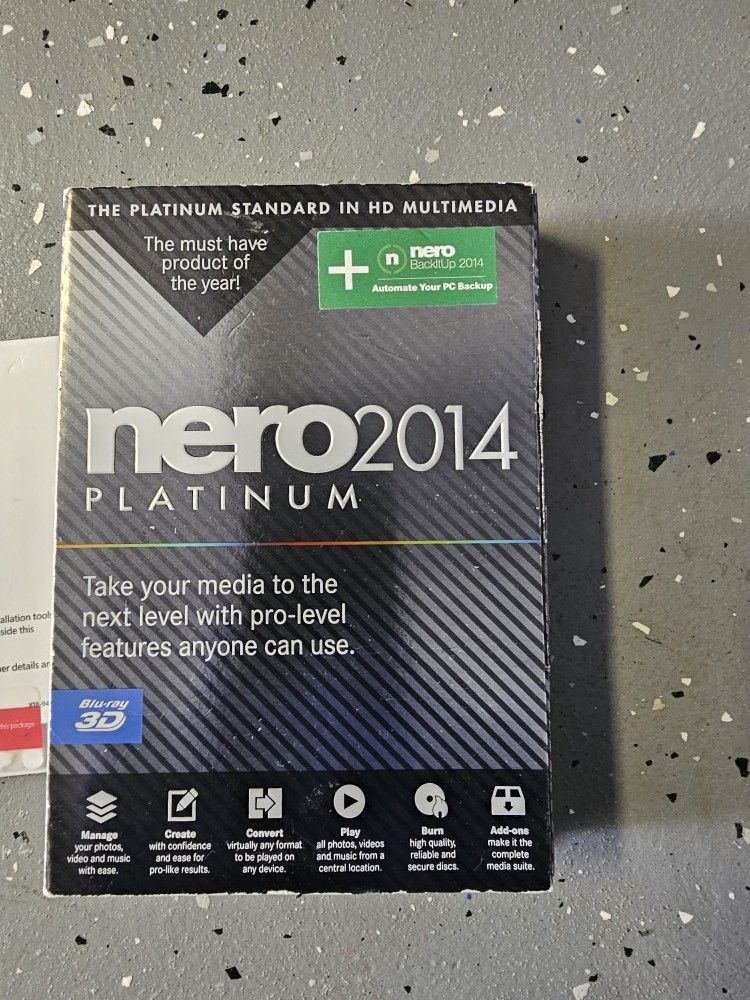 THE PLATINUM STANDARD IN HD MULTIMEDIA
The must have
product of
the year!
+ n nero
BackItUp 2014
Automate Your PC Backup
nero2014
PLATINUM
Take your media to the
next level with pro-level
features anyone can use.
Blu-ray
3D
Manage
your photos,
video and music
with ease.
Create
with confidence
and ease for
pro-like results.
Convert
virtually any format
to be played on
any device.
Play
all photos, videos
and music from a
central location.
Burn
high quality,
reliable and
secure discs.
Add-ons
make it the
complete
media suite.
allation tools
side this
er details ar
X18-94
this package